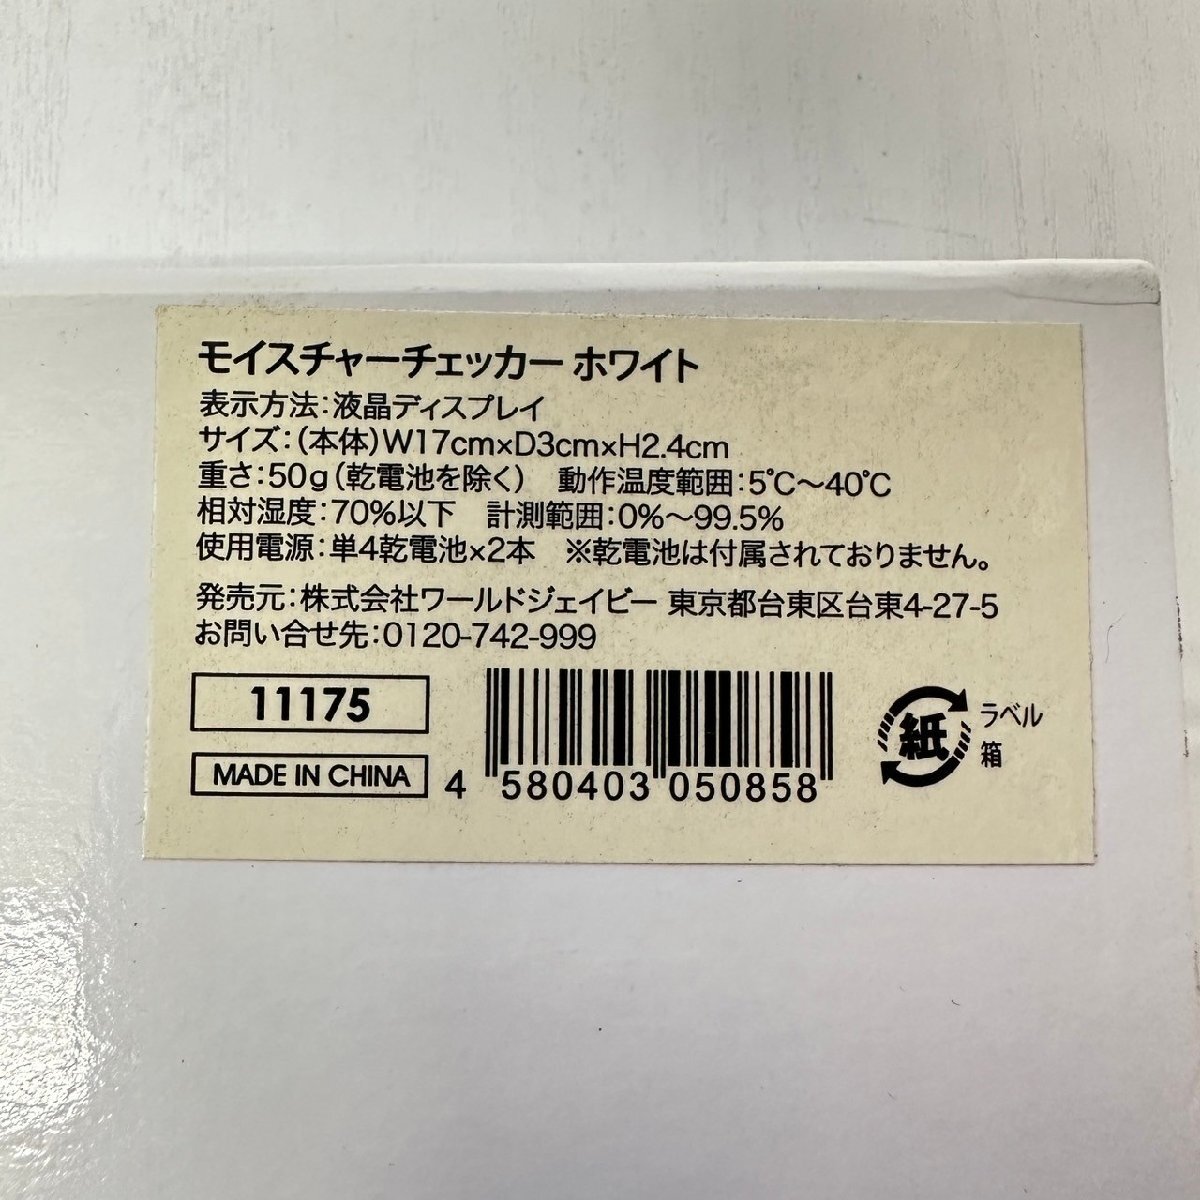 モイスチャーチェッカー ホワイト
表示方法：液晶ディスプレイ
サイズ：（本体）W17cm×D3cm×H2.4cm
重さ：50g（乾電池を除く）　動作温度範囲：5℃～40℃
相対湿度：70%以下　計測範囲：0%～99.5%
使用電源：単4乾電池×2本　※乾電池は付属されておりません。
発売元：株式会社ワールドジェイビー 東京都台東区台東4-27-5
お問い合せ先：0120-742-999
11175
MADE IN CHINA
4 580403 050858
紙
ラベル
箱